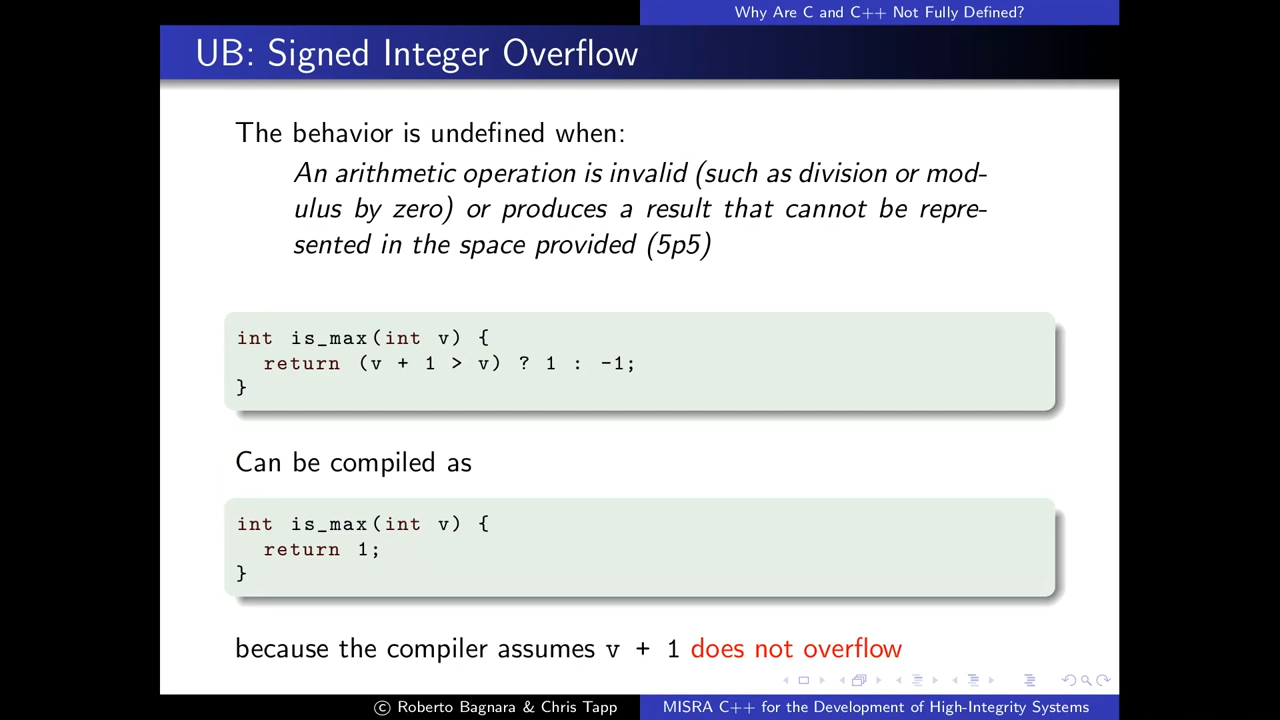 Why Are C and C++ Not Fully Defined?
UB: Signed Integer Overflow
The behavior is undefined when:
An arithmetic operation is invalid (such as division or mod-
ulus by zero) or produces a result that cannot be repre-
sented in the space provided (5p5)
int is_max(int v) {
  return (v + 1 > v) ? 1 : -1;
}
Can be compiled as
int is_max(int v) {
  return 1;
}
because the compiler assumes v + 1 does not overflow
© Roberto Bagnara & Chris Tapp
MISRA C++ for the Development of High-Integrity Systems